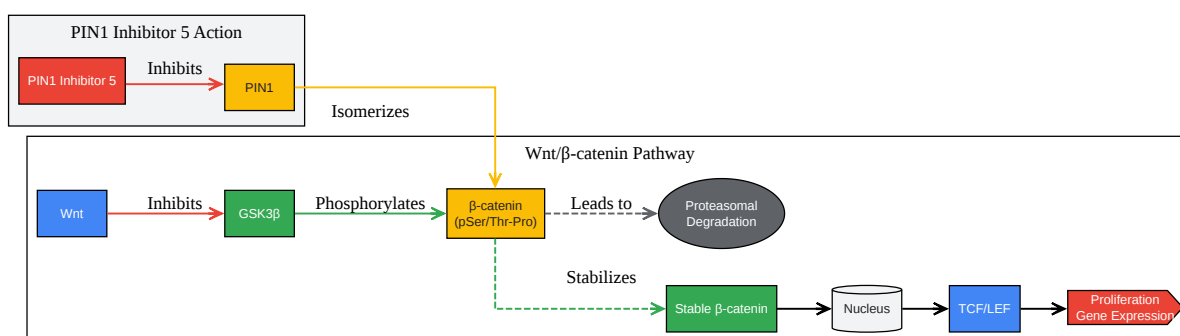 PIN1 Inhibitor 5 Action
PIN1 Inhibitor 5
Inhibits
PIN1
Isomerizes
Wnt/β-catenin Pathway
Wnt
Inhibits
GSK3β
Phosphorylates
β-catenin
(pSer/Thr-Pro)
Leads to
Proteasomal
Degradation
Stabilizes
Stable β-catenin
Nucleus
TCF/LEF
Proliferation
Gene Expression